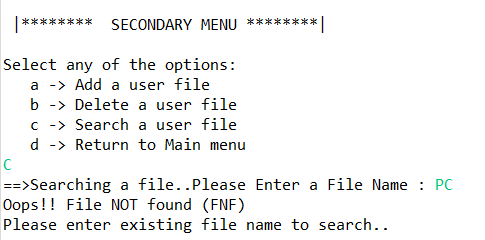 |******** SECONDARY MENU ********|
Select any of the options:
a -> Add a user file
b -> Delete a user file
c -> Search a user file
d -> Return to Main menu
C
==>Searching a file..Please Enter a File Name : PC
Oops!! File NOT found (FNF)
Please enter existing file name to search..